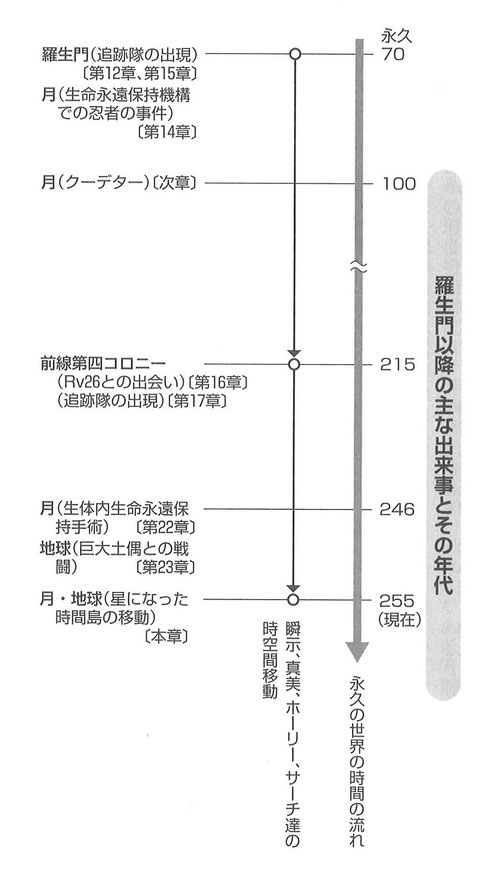 羅生門以降の主な出来事とその年代
永久
羅生門(追跡隊の出現)
〔第12章、第15章〕
70
月(生命永遠保持機構
での忍者の事件)
〔第14章〕
月(クーデター)〔次章〕
100
前線第四コロニー
(Rv26との出会い)〔第16章〕
(追跡隊の出現)〔第17章〕
215
月(生体内生命永遠保
持手術) 〔第22章〕
246
地球(巨大土偶との戦
闘) 〔第23章〕
月・地球(星になった
時間島の移動)
〔本章〕
255
(現在)
瞬示、真美、ホーリー、サーチ達の
時空間移動
永久の世界の時間の流れ